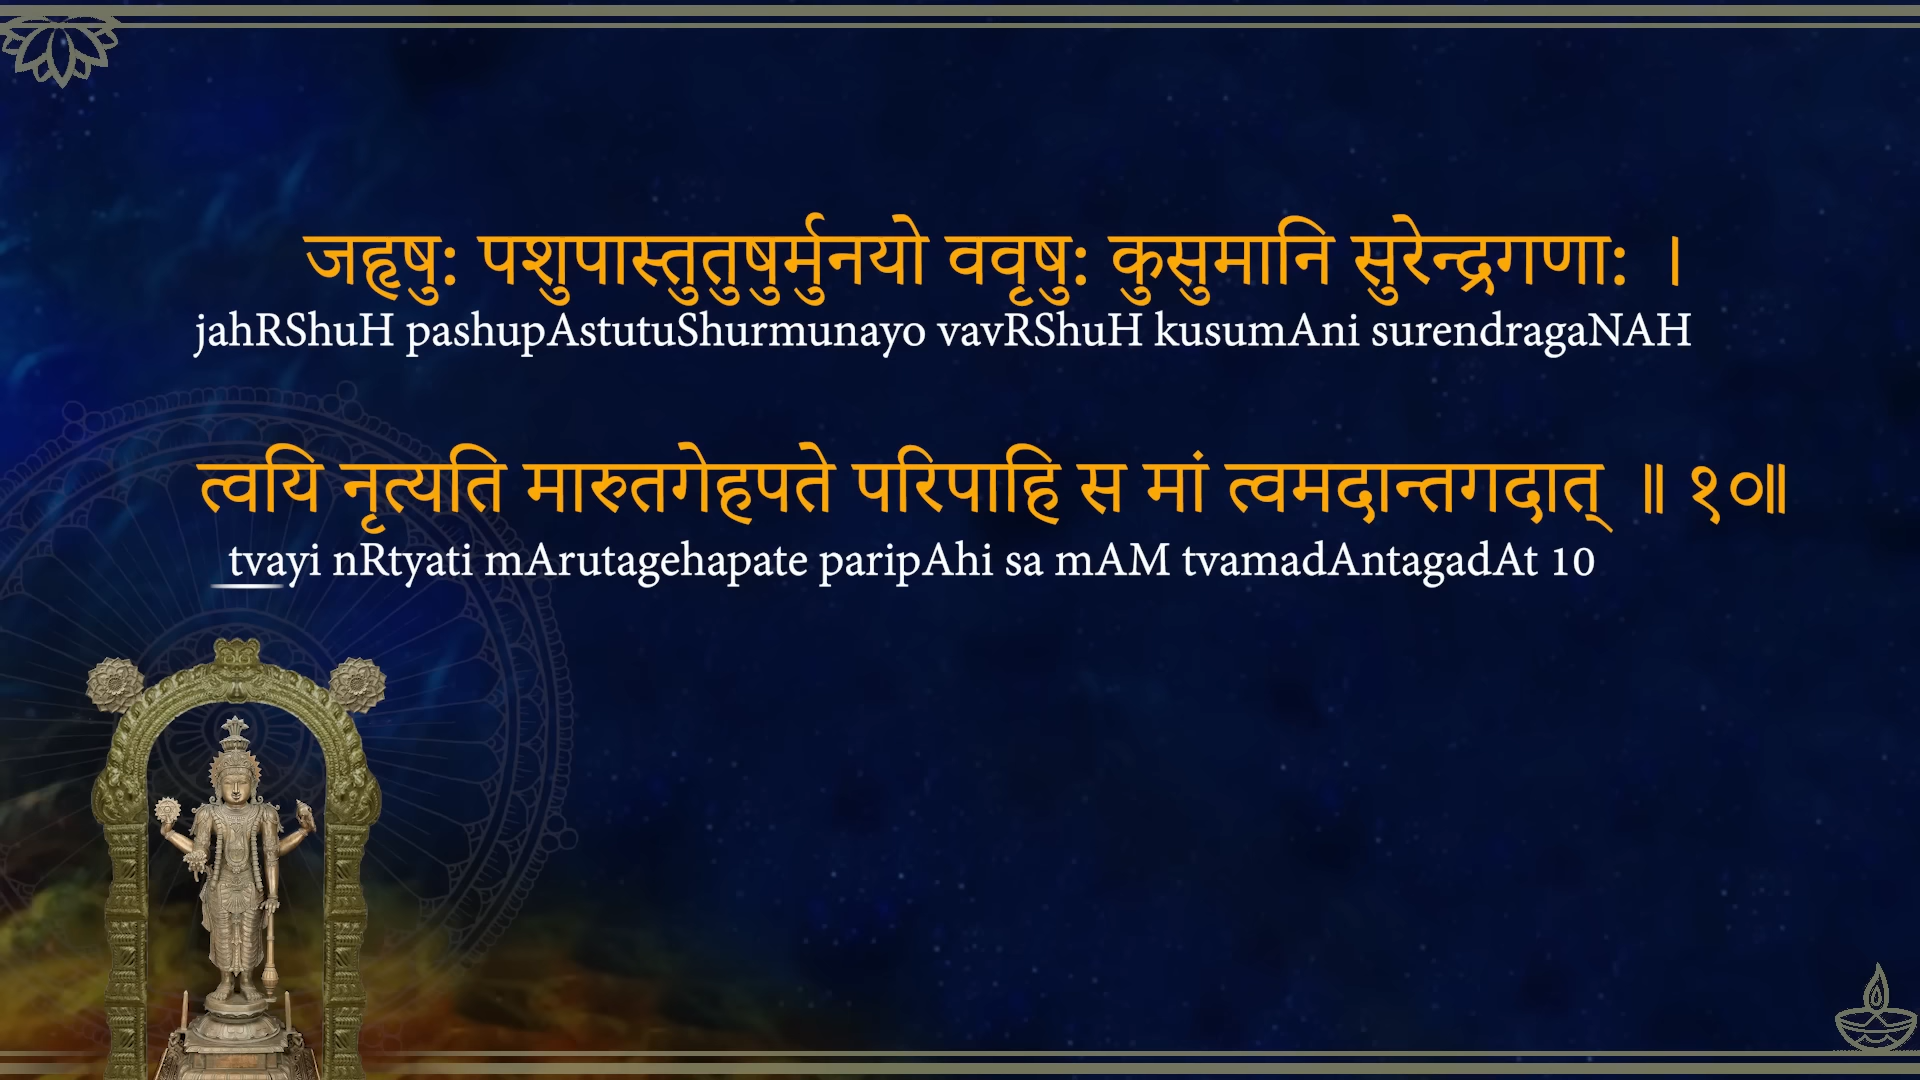 जहृषु: पशुपास्तुतुषुर्मुनयो ववृषु: कुसुमानि सुरेन्द्रगणा: ।
jahRShuH pashupAstutuShurmunayo vavRShuH kusumAni surendragaNAH
त्वयि नृत्यति मारुतगेहपते परिपाहि स मां त्वमदान्तगदात् ॥ १०॥
tvayi nRtyati mArutagehapate paripAhi sa mAM tvamadAntagadAt 10